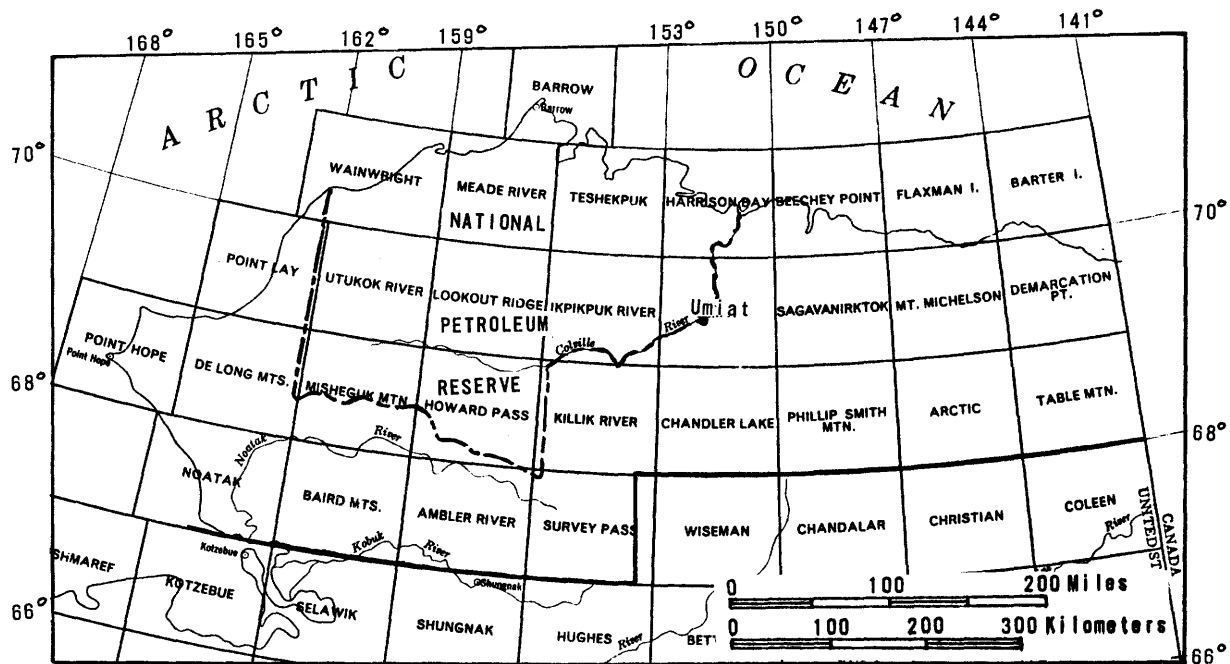 168° 165° 162° 159° 153° 150° 147° 144° 141°
ARCTIC OCEAN
BARROW
Barrow
70°
WAINWRIGHT MEADE RIVER TESHEKPUK HARRISON BAY BEECHEY POINT FLAXMAN I. BARTER I.
NATIONAL
70°
POINT LAY UTUKOK RIVER LOOKOUT RIDGE IKPIKPUK RIVER Umiat SAGAVANIRKTOK MT. MICHELSON DEMARCATION
PT.
PETROLEUM
Colville River
POINT HOPE
Point Hope
DE LONG MTS. MISHEGUK MTN. HOWARD PASS KILLIK RIVER CHANDLER LAKE PHILLIP SMITH
MTN.
ARCTIC TABLE MTN.
RESERVE
68°
68°
Noatak River
NOATAK BAIRD MTS. AMBLER RIVER SURVEY PASS WISEMAN CHANDALAR CHRISTIAN COLEEN
River
CANADA
UNITED ST
Kotzebue
Kobuk River
Shungnak
SHMAREF KOTZEBUE SELAWIK SHUNGNAK HUGHES River BETT
66°
0 100 200 Miles
0 100 200 300 Kilometers
66°